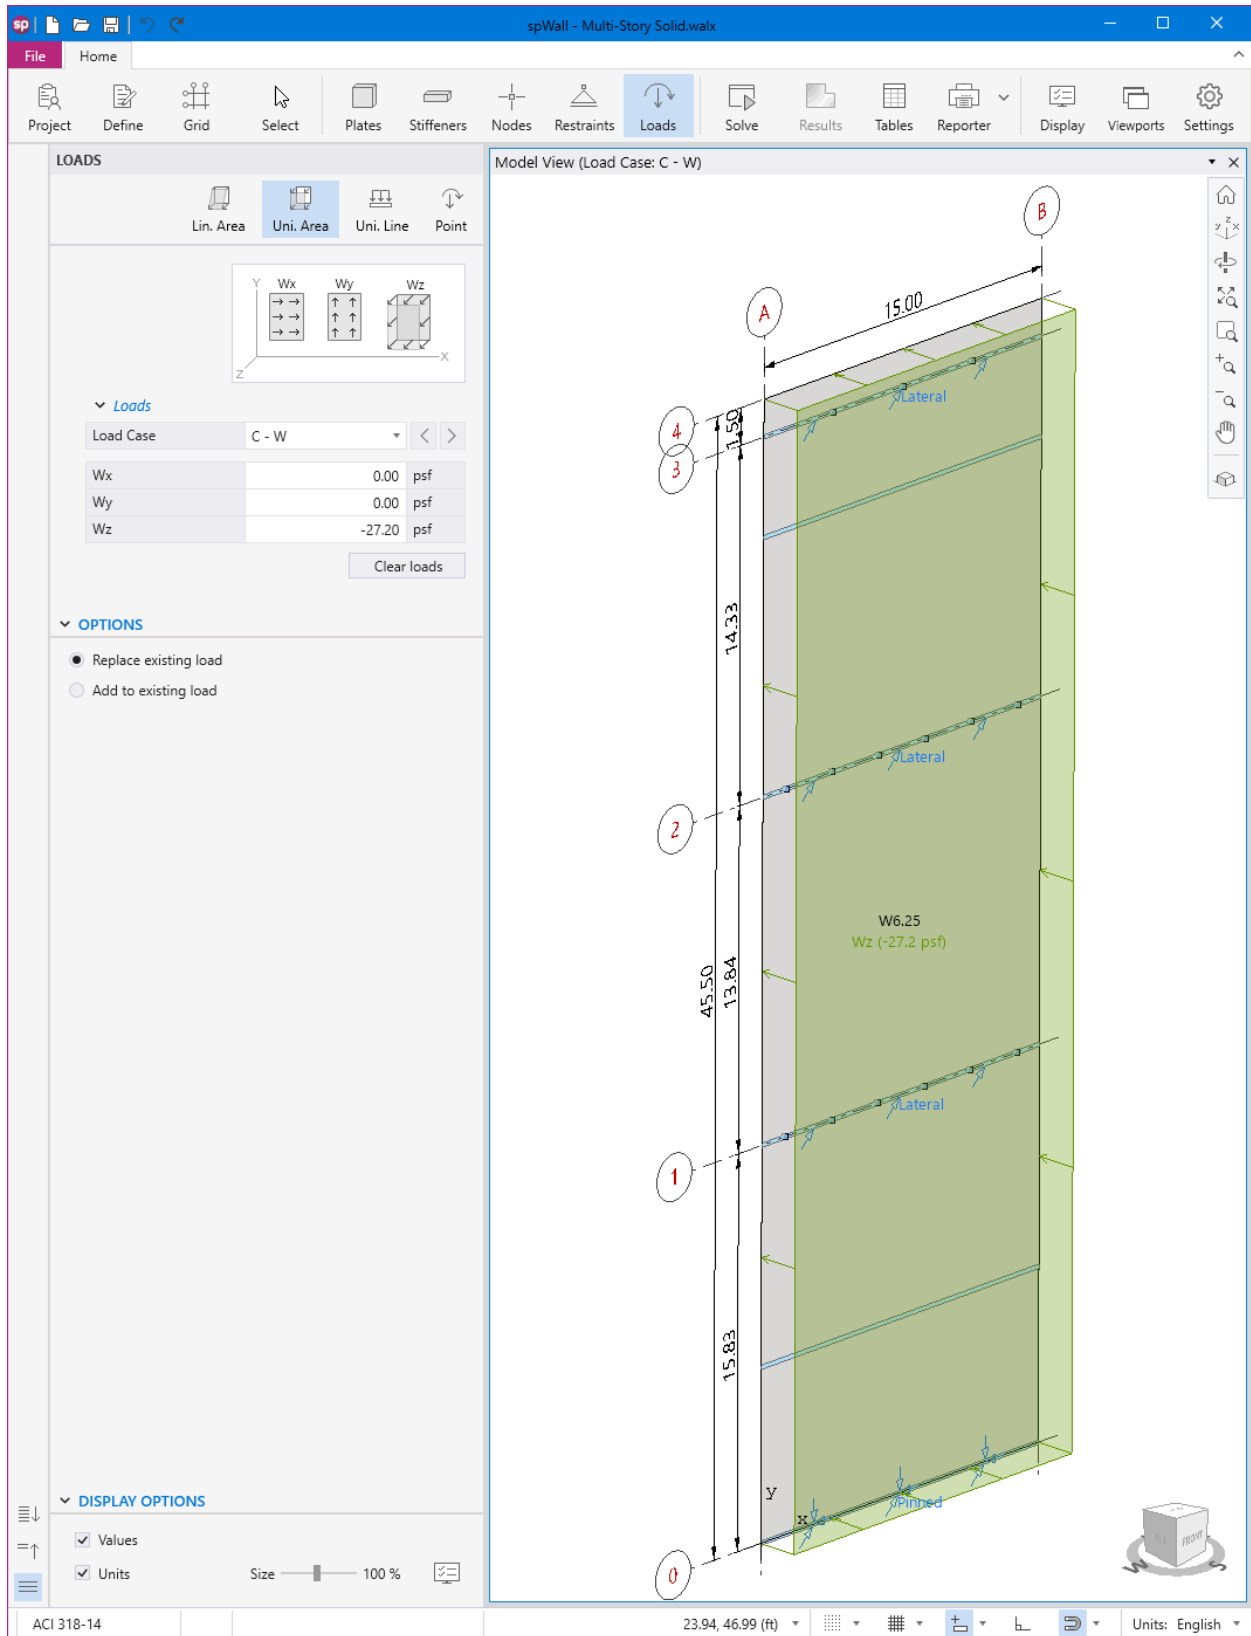 sp
spWall - Multi-Story Solid.walx
File Home
Project Define Grid Select Plates Stiffeners Nodes Restraints Loads Solve Results Tables Reporter Display Viewports Settings
LOADS
Lin. Area Uni. Area Uni. Line Point
Y Wx Wy Wz
X
Z
Loads
Load Case C - W
Wx 0.00 psf
Wy 0.00 psf
Wz -27.20 psf
Clear loads
OPTIONS
Replace existing load
Add to existing load
DISPLAY OPTIONS
Values
Units Size 100 %
Model View (Load Case: C - W)
B
A
15.00
4
1.50
Lateral
3
14.33
Lateral
2
W6.25
Wz (-27.2 psf)
45.50
13.84
Lateral
1
15.83
y
x
Pinned
0
z
y x
FRONT
W
S
ACI 318-14 23.94, 46.99 (ft) Units: English